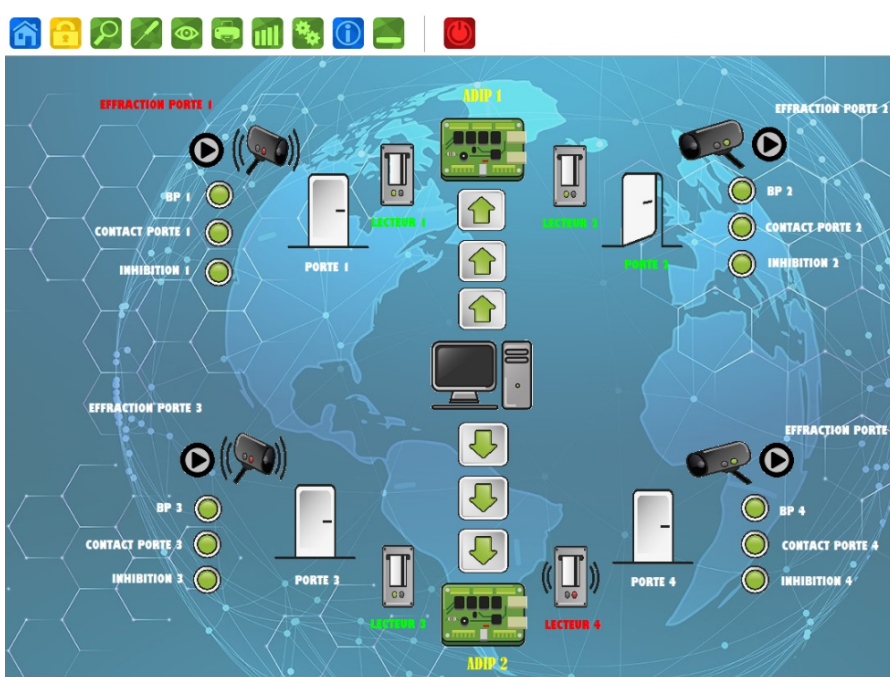 EFFRACTION PORTE 1
ADIP 1
EFFRACTION PORTE 2
BP 1
LECTEUR 1
LECTEUR 2
BP 2
CONTACT PORTE 1
CONTACT PORTE 2
INHIBITION 1
PORTE 1
PORTE 2
INHIBITION 2
EFFRACTION PORTE 3
EFFRACTION PORTE
BP 3
BP 4
CONTACT PORTE 3
CONTACT PORTE 4
INHIBITION 3
PORTE 3
PORTE 4
INHIBITION 4
LECTEUR 3
LECTEUR 4
ADIP 2